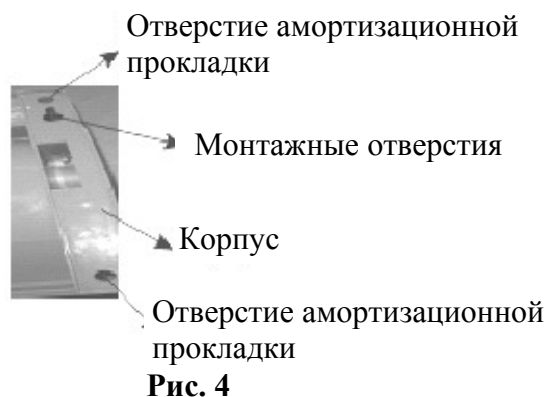 Отверстие амортизационной
прокладки
Монтажные отверстия
Корпус
Отверстие амортизационной
прокладки
Рис. 4